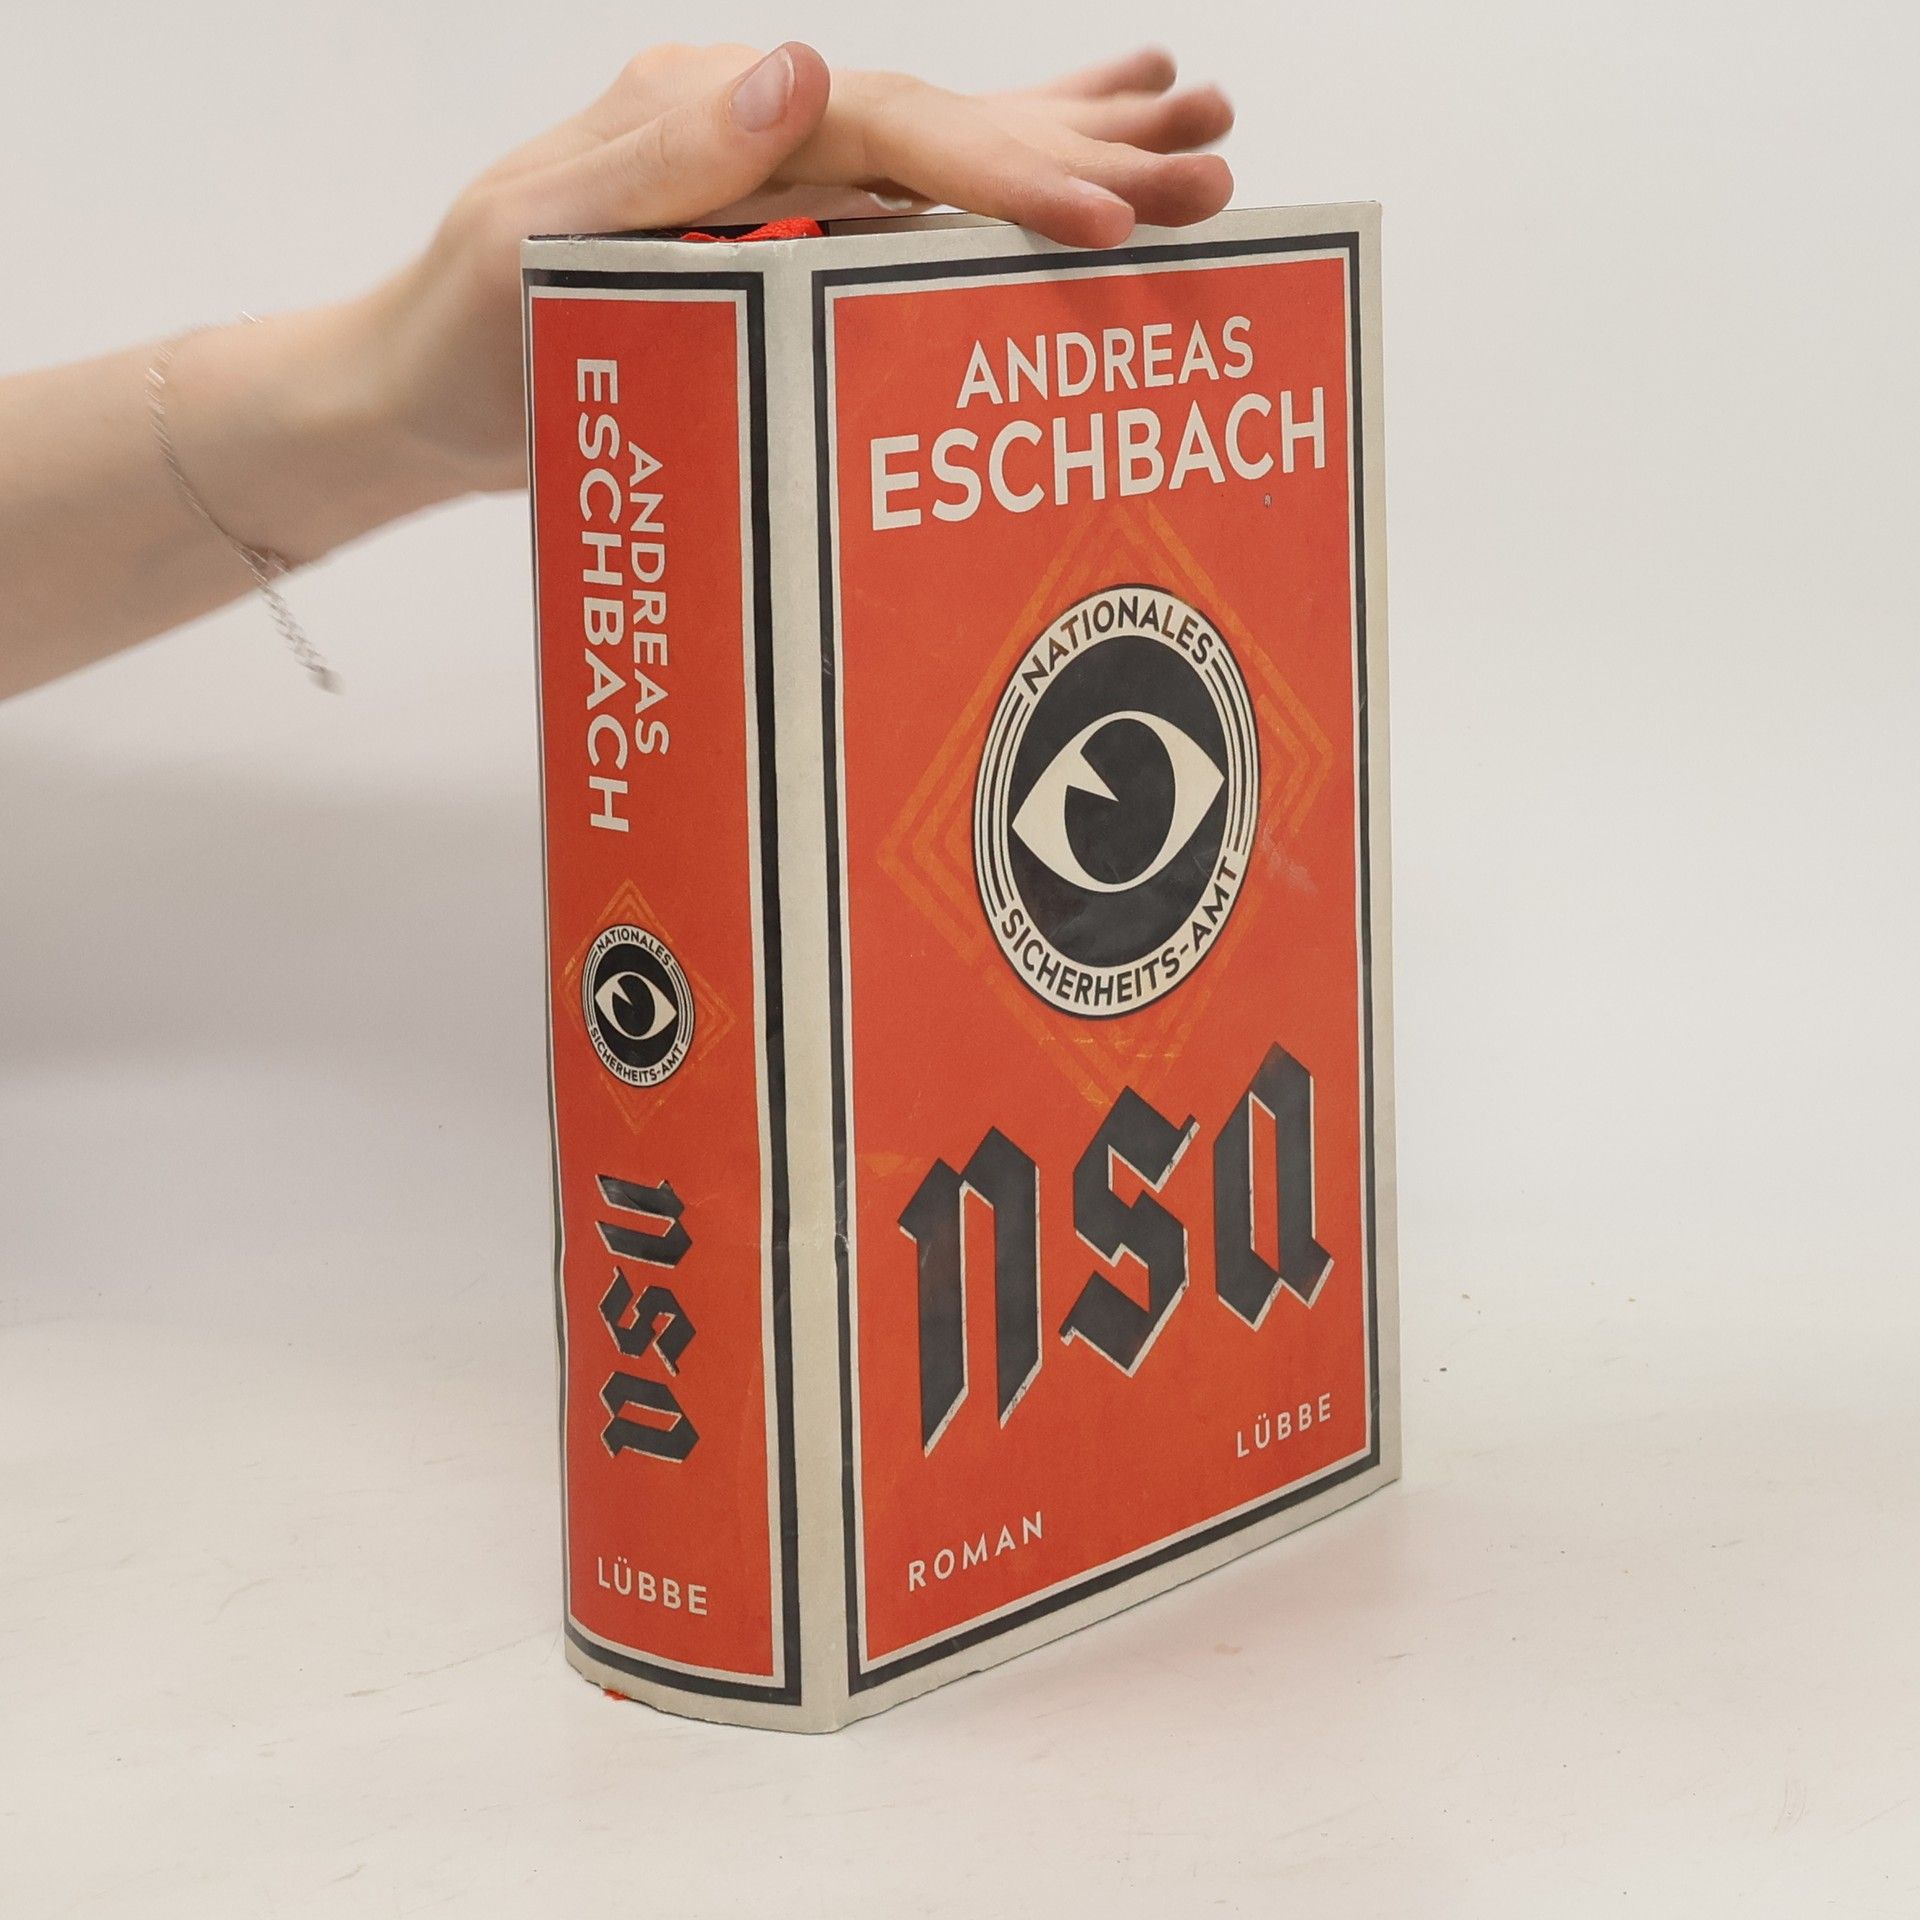 ANDREAS
ESCHBACH
NATIONALES
SICHERHEITS-AMT
nsa
LÜBBE
ANDREAS
ESCHBACH
NATIONALES
SICHERHEITS-AMT
nsa
LÜBBE
ROMAN